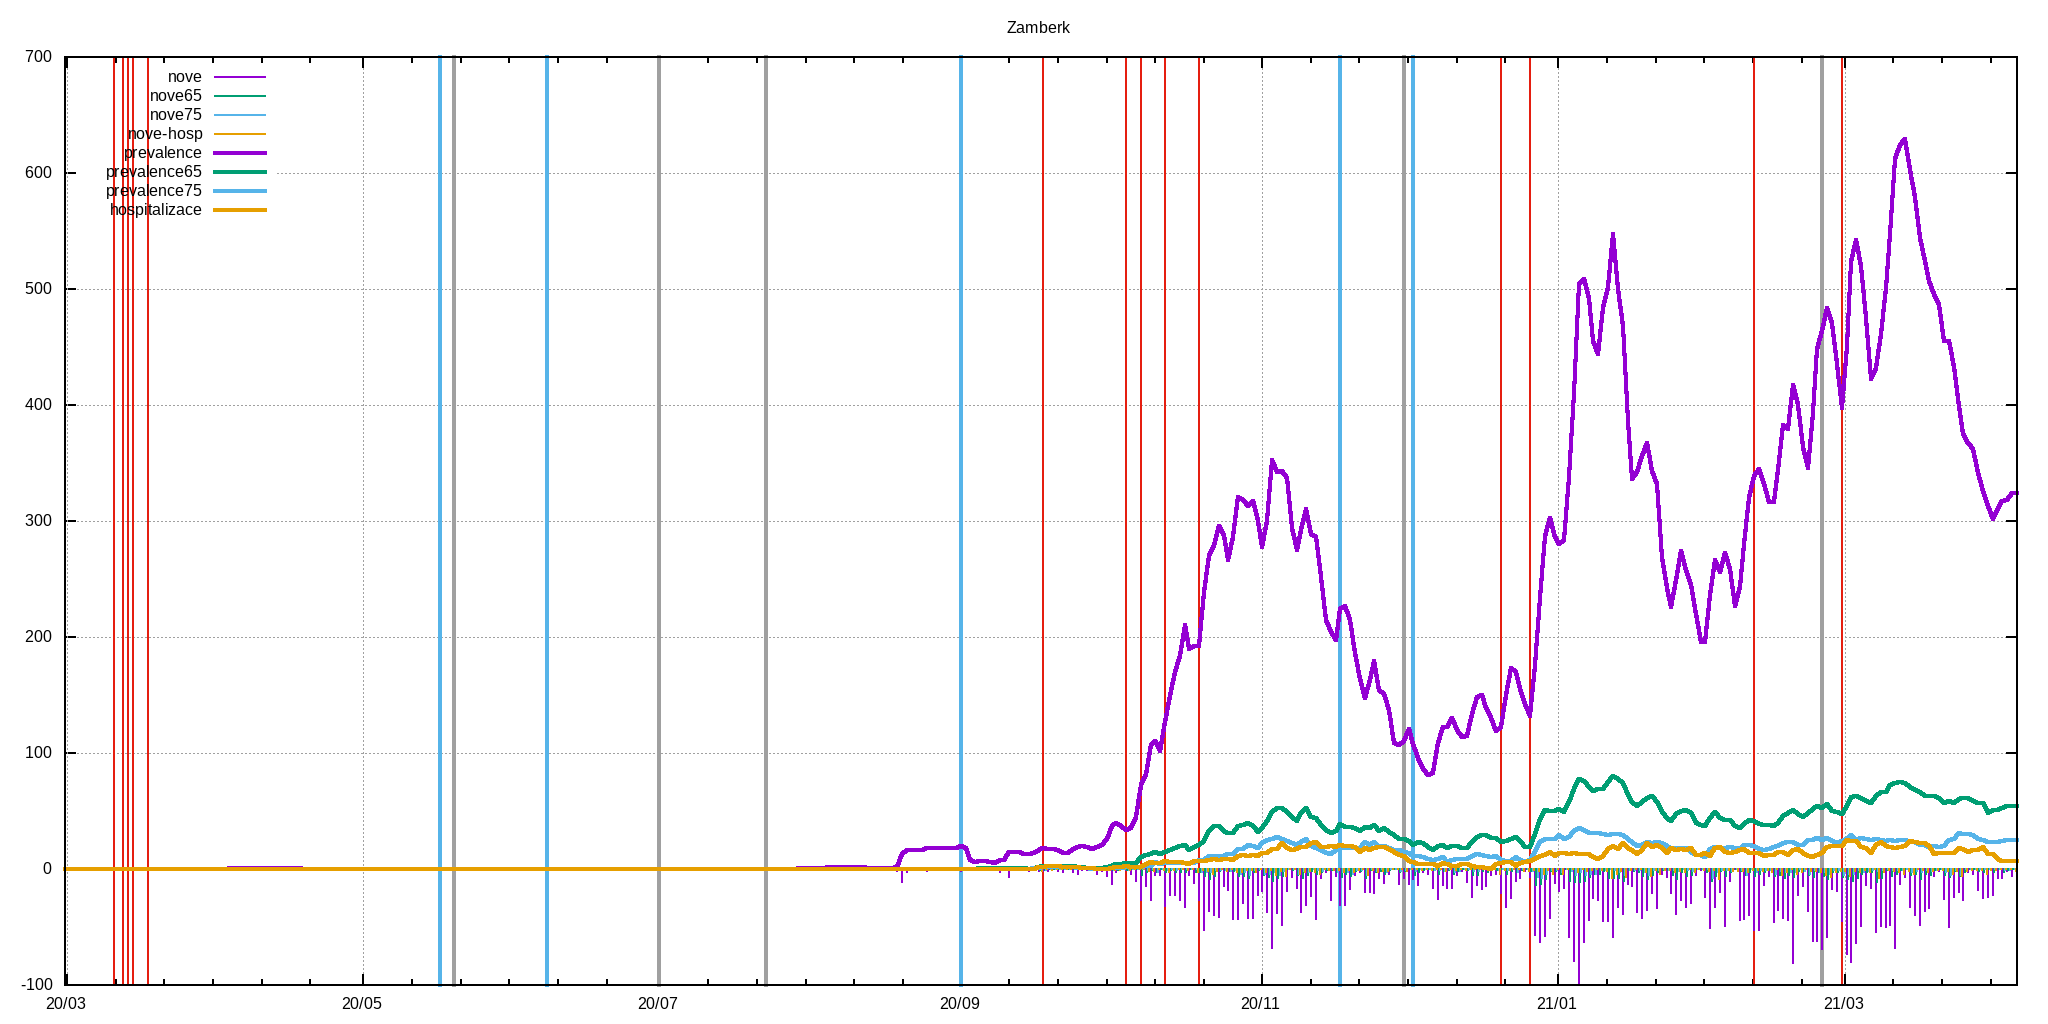 Zamberk
700
600
500
400
300
200
100
0
-100
nove
nove65
nove75
nove-hosp
prevalence
prevalence65
prevalence75
hospitalizace
20/03 20/05 20/07 20/09 20/11 21/01 21/03